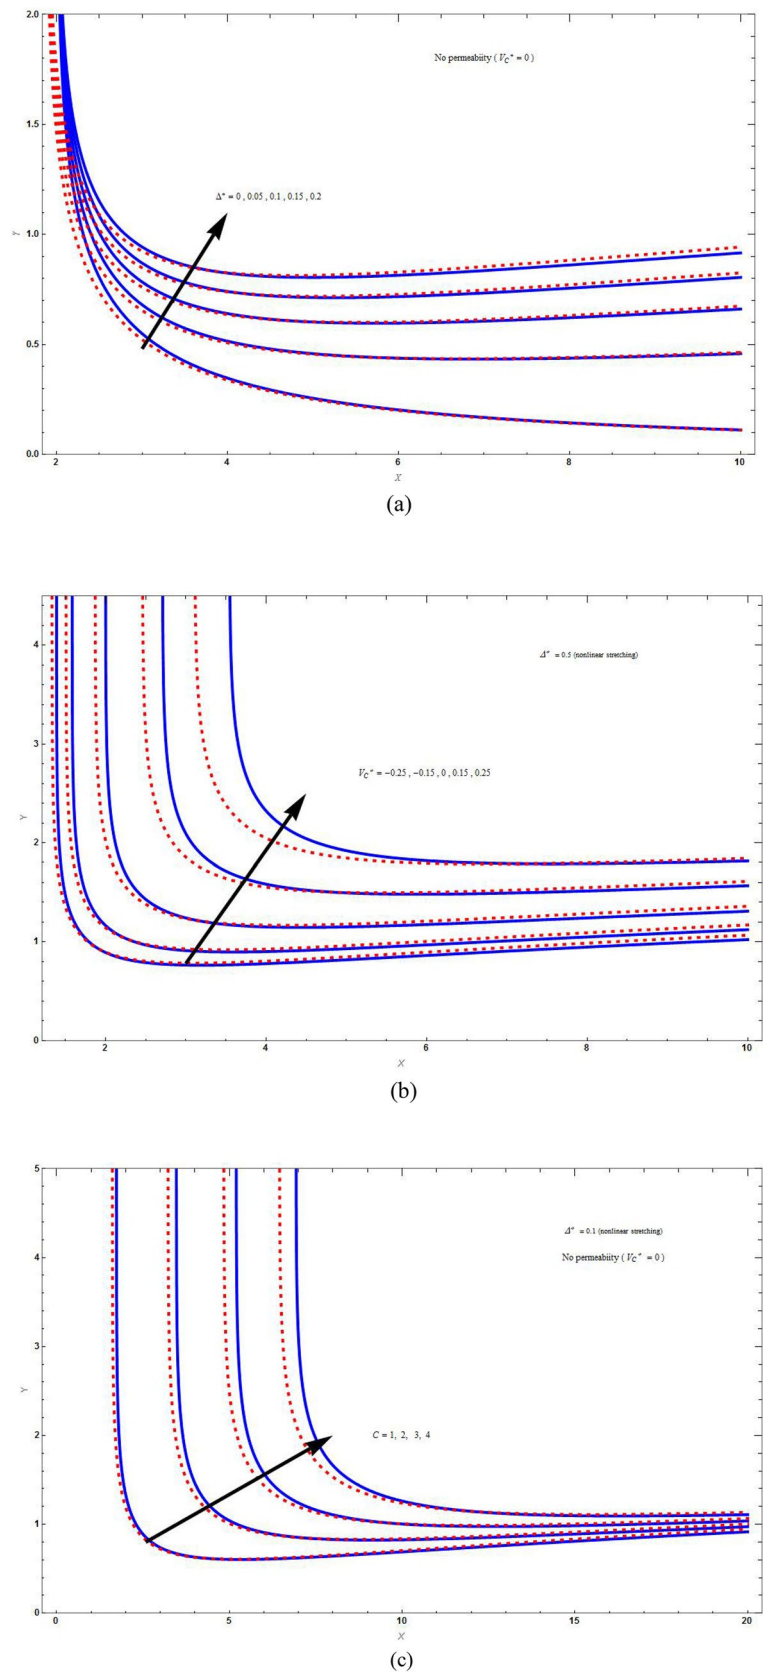 2.0
No permeabiity ( V_C* = 0 )
1.5
Δ* = 0 , 0.05 , 0.1 , 0.15 , 0.2
1.0
Y
0.5
0.0
2 4 6 8 10
X
(a)
4
Δ* = 0.5 (nonlinear stretching)
3
V_C* = −0.25 , −0.15 , 0 , 0.15 , 0.25
2
Y
1
0
2 4 6 8 10
X
(b)
5
Δ* = 0.1 (nonlinear stretching)
4
No permeabiity ( V_C* = 0 )
3
Y
2
C = 1, 2, 3, 4
1
0
0 5 10 15 20
X
(c)